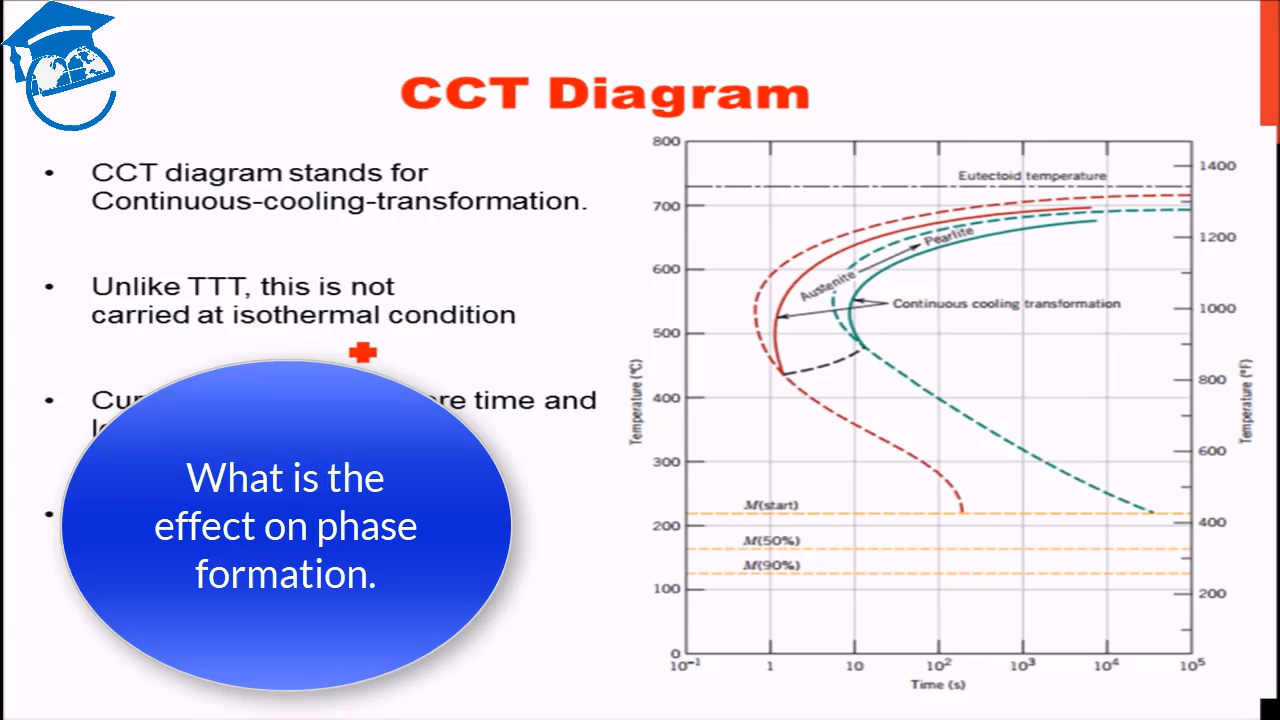 CCT Diagram
• CCT diagram stands for
Continuous-cooling-transformation.
• Unlike TTT, this is not
carried at isothermal condition
• time and
•
What is the
effect on phase
formation.
800
700
600
500
400
300
200
100
0
Temperature (°C)
Eutectoid temperature
Austenite
Pearlite
Continuous cooling transformation
M(start)
M(50%)
M(90%)
1400
1200
1000
800
600
400
200
Temperature (°F)
10⁻¹ 1 10 10² 10³ 10⁴ 10⁵
Time (s)